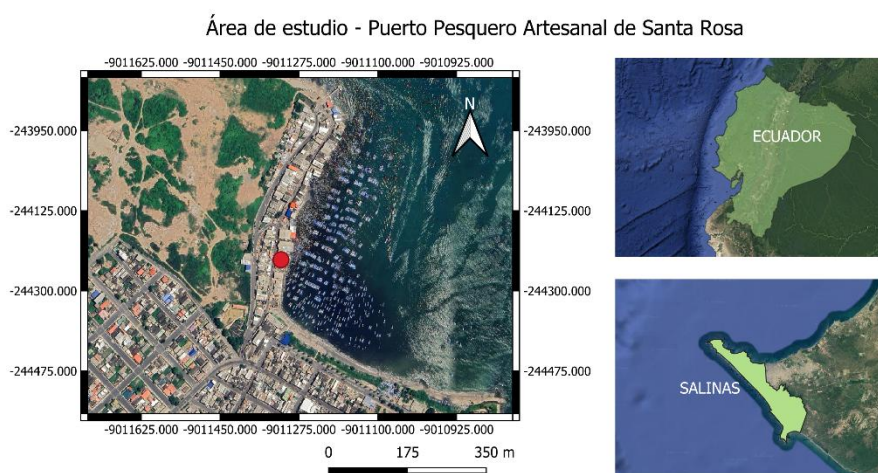 Área de estudio - Puerto Pesquero Artesanal de Santa Rosa
-9011625.000 -9011450.000 -9011275.000 -9011100.000 -9010925.000
-243950.000 -243950.000
-244125.000 -244125.000
-244300.000 -244300.000
-244475.000 -244475.000
N
-9011625.000 -9011450.000 -9011275.000 -9011100.000 -9010925.000
0 175 350 m
ECUADOR
SALINAS